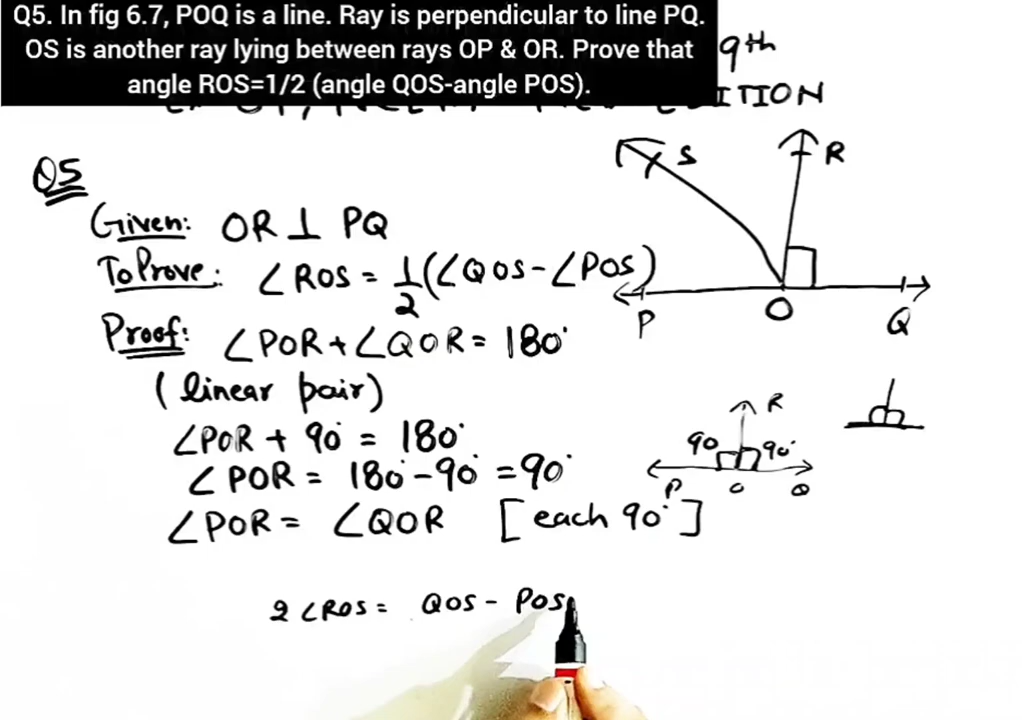 Q5. In fig 6.7, POQ is a line. Ray is perpendicular to line PQ.
OS is another ray lying between rays OP & OR. Prove that
angle ROS=1/2 (angle QOS-angle POS).
9th
EDITION
Q5
Given: OR ⊥ PQ
To Prove: ∠ROS = 1/2 (∠QOS - ∠POS)
Proof: ∠POR + ∠QOR = 180°
(linear pair)
∠POR + 90° = 180°
∠POR = 180° - 90° = 90°
∠POR = ∠QOR [each 90°]
2∠ROS = QOS - POS
S
R
P
O
Q
R
90
90°
P
O
Q